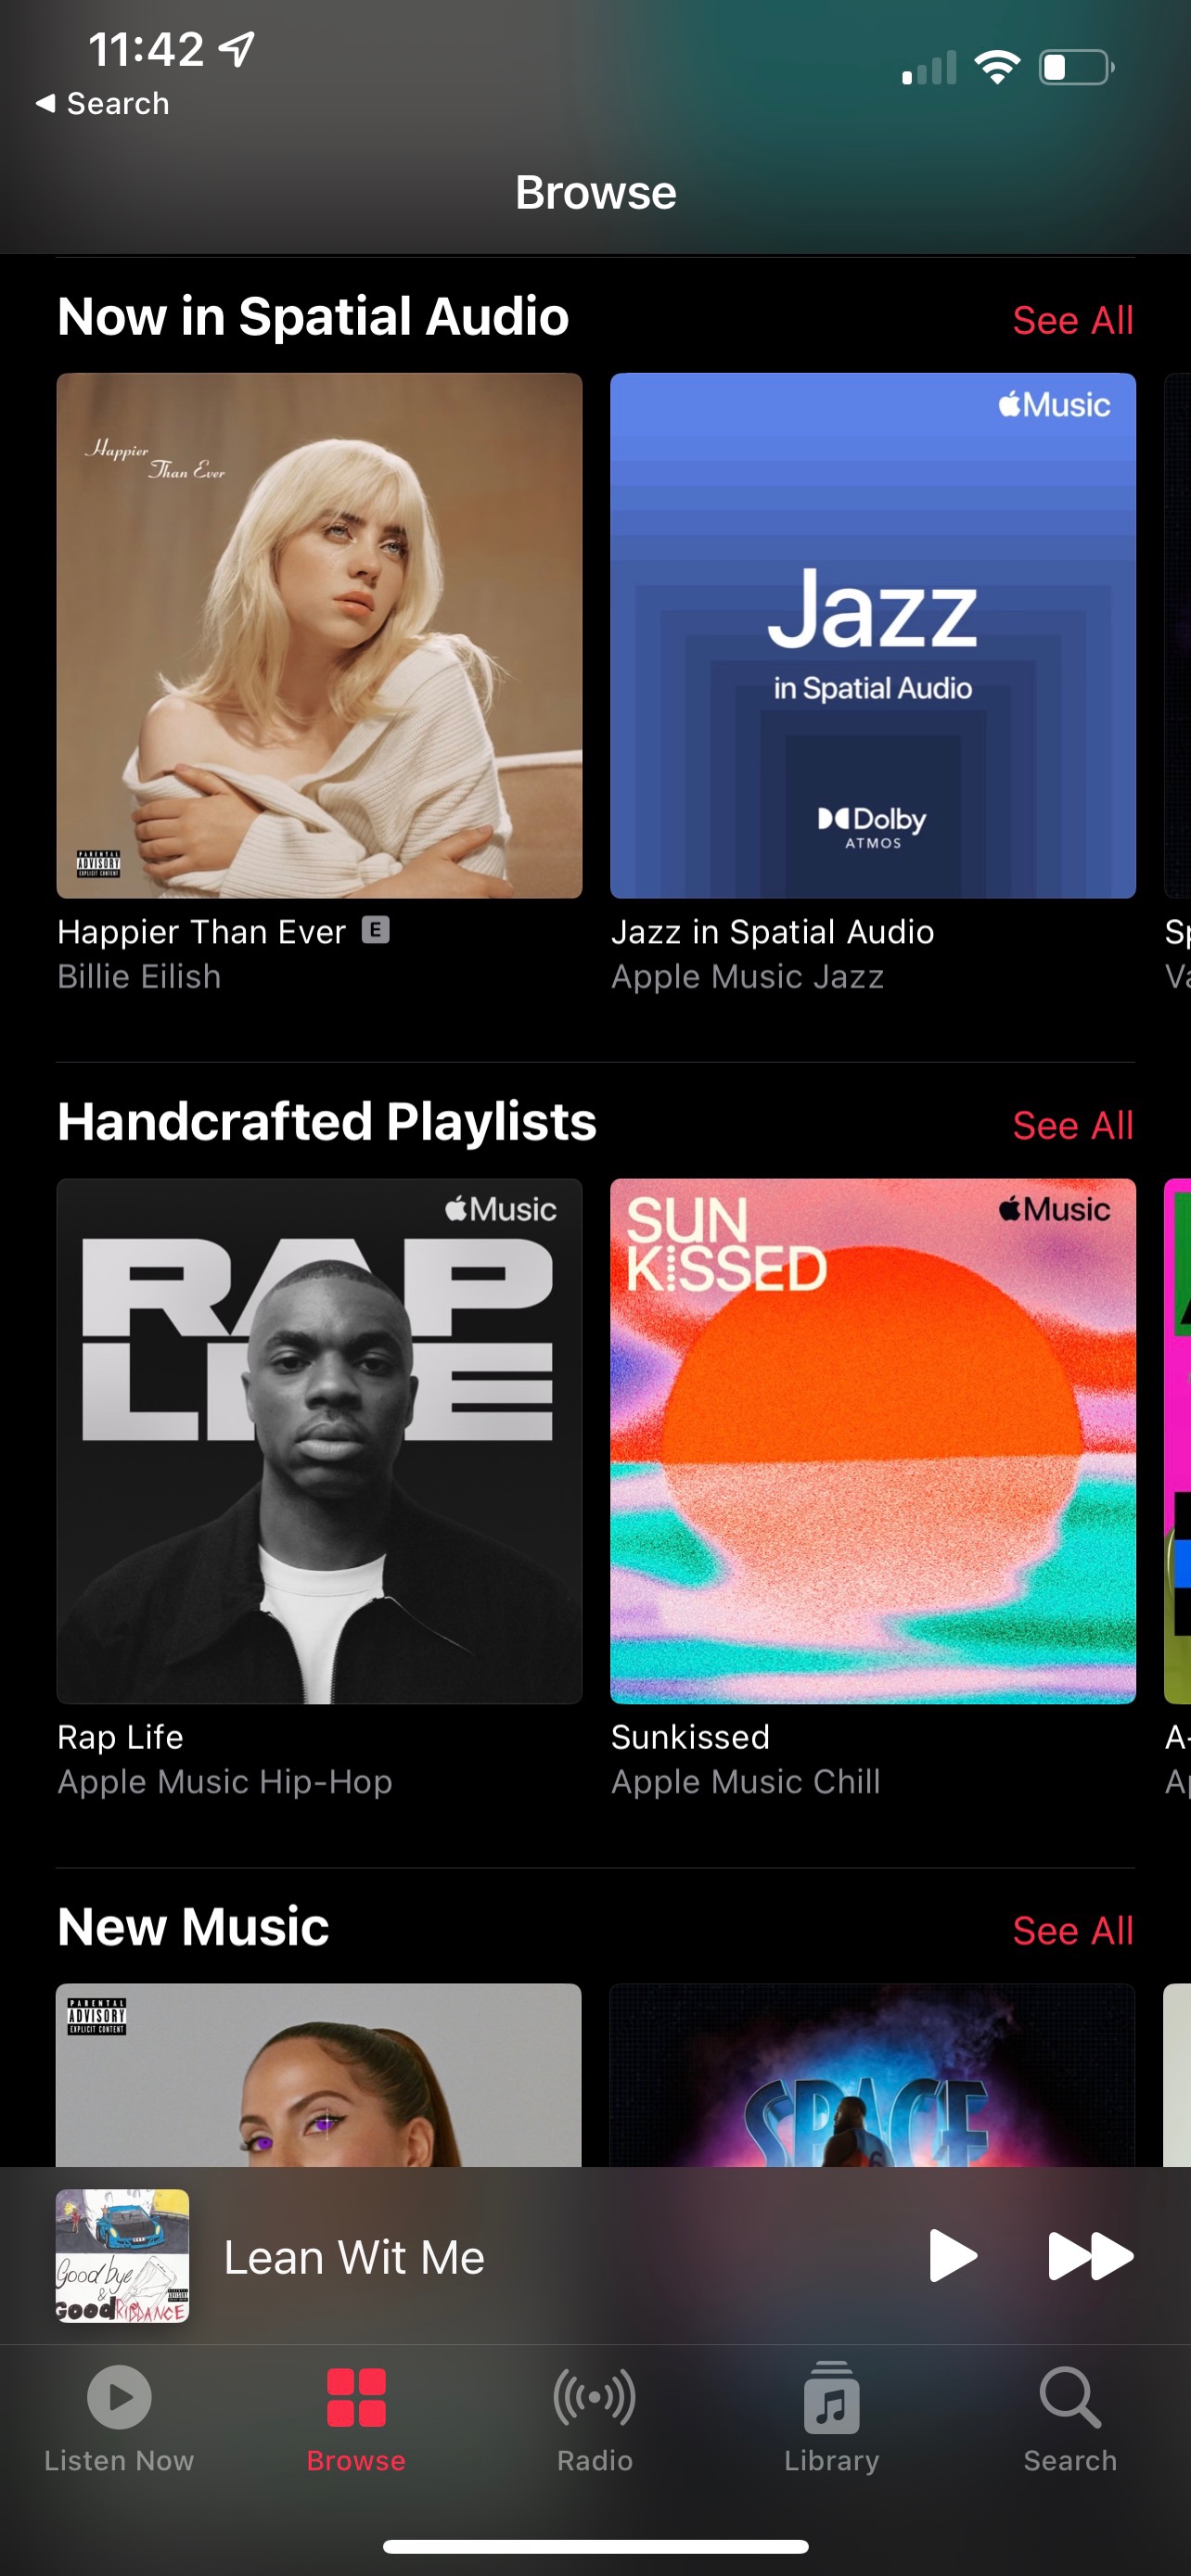 11:42
Search
Browse
Now in Spatial Audio
See All
Happier
Than Ever
PARENTAL
ADVISORY
EXPLICIT CONTENT
Music
Jazz
in Spatial Audio
Dolby
ATMOS
Happier Than Ever E
Billie Eilish
Jazz in Spatial Audio
Apple Music Jazz
Sp
Va
Handcrafted Playlists
See All
Music
RAP
LIFE
Music
SUN
KISSED
Rap Life
Apple Music Hip-Hop
Sunkissed
Apple Music Chill
A-
Ap
New Music
See All
PARENTAL
ADVISORY
EXPLICIT CONTENT
SPACE
6
Goodbye
&
Good RIDDANCE
Lean Wit Me
Listen Now
Browse
Radio
Library
Search